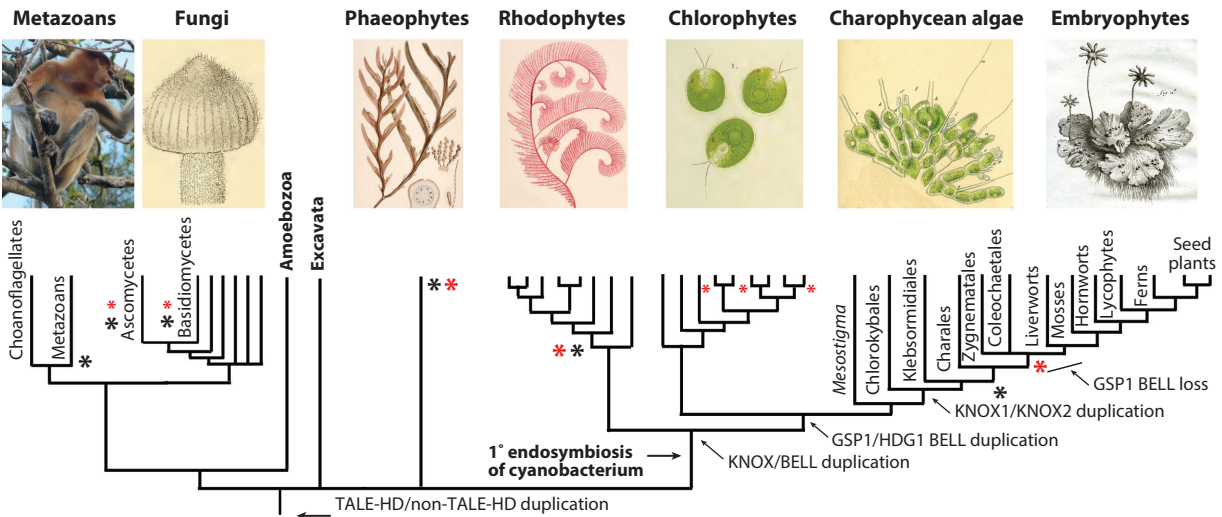 Metazoans
Fungi
Phaeophytes
Rhodophytes
Chlorophytes
Charophycean algae
Embryophytes
1.
Choanoflagellates
Metazoans
Ascomycetes
Basidiomycetes
Amoebozoa
Excavata
Mesostigma
Chlorokybales
Klebsormidiales
Charales
Zygnematales
Coleochaetales
Liverworts
Mosses
Hornworts
Lycophytes
Ferns
Seed
plants
* *
* *
*
* *
* *
* * *
*
*
GSP1 BELL loss
KNOX1/KNOX2 duplication
GSP1/HDG1 BELL duplication
1° endosymbiosis
of cyanobacterium
KNOX/BELL duplication
TALE-HD/non-TALE-HD duplication